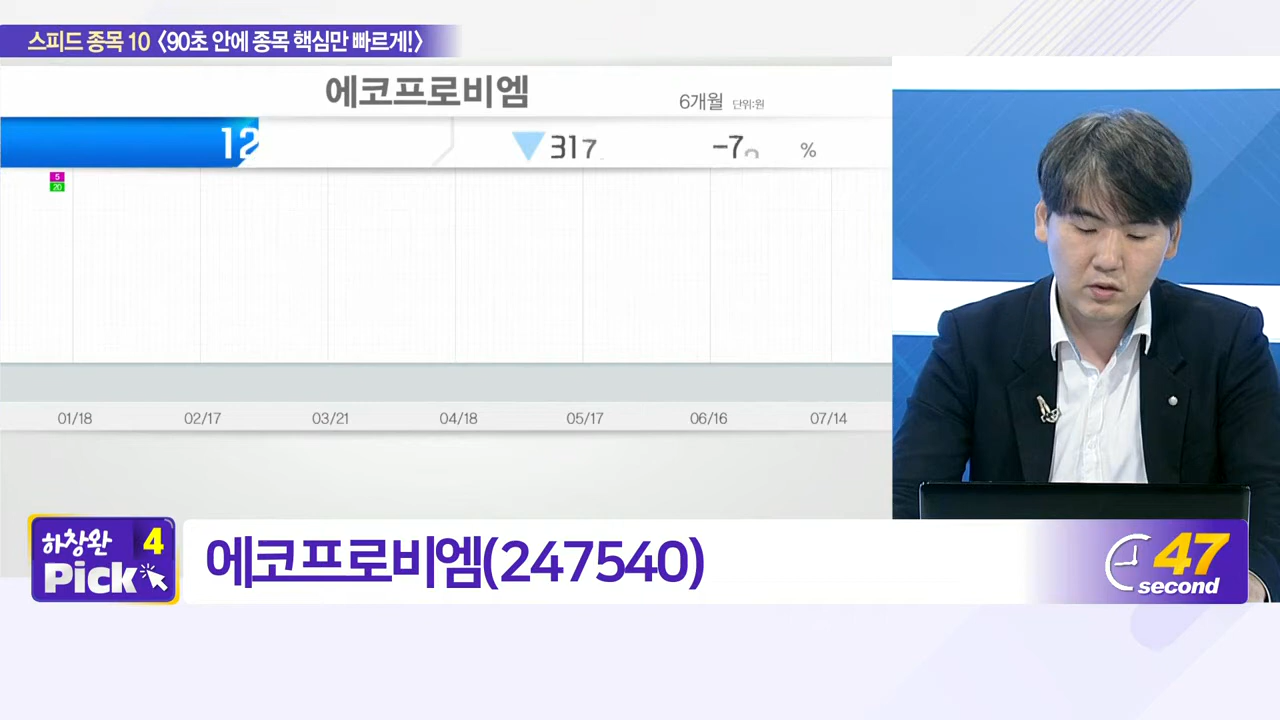 스피드 종목 10 〈90초 안에 종목 핵심만 빠르게!〉
에코프로비엠
6개월 단위:원
12
▼ 317
-7 %
5
20
01/18 02/17 03/21 04/18 05/17 06/16 07/14
하창완 4
Pick
에코프로비엠(247540)
47
second